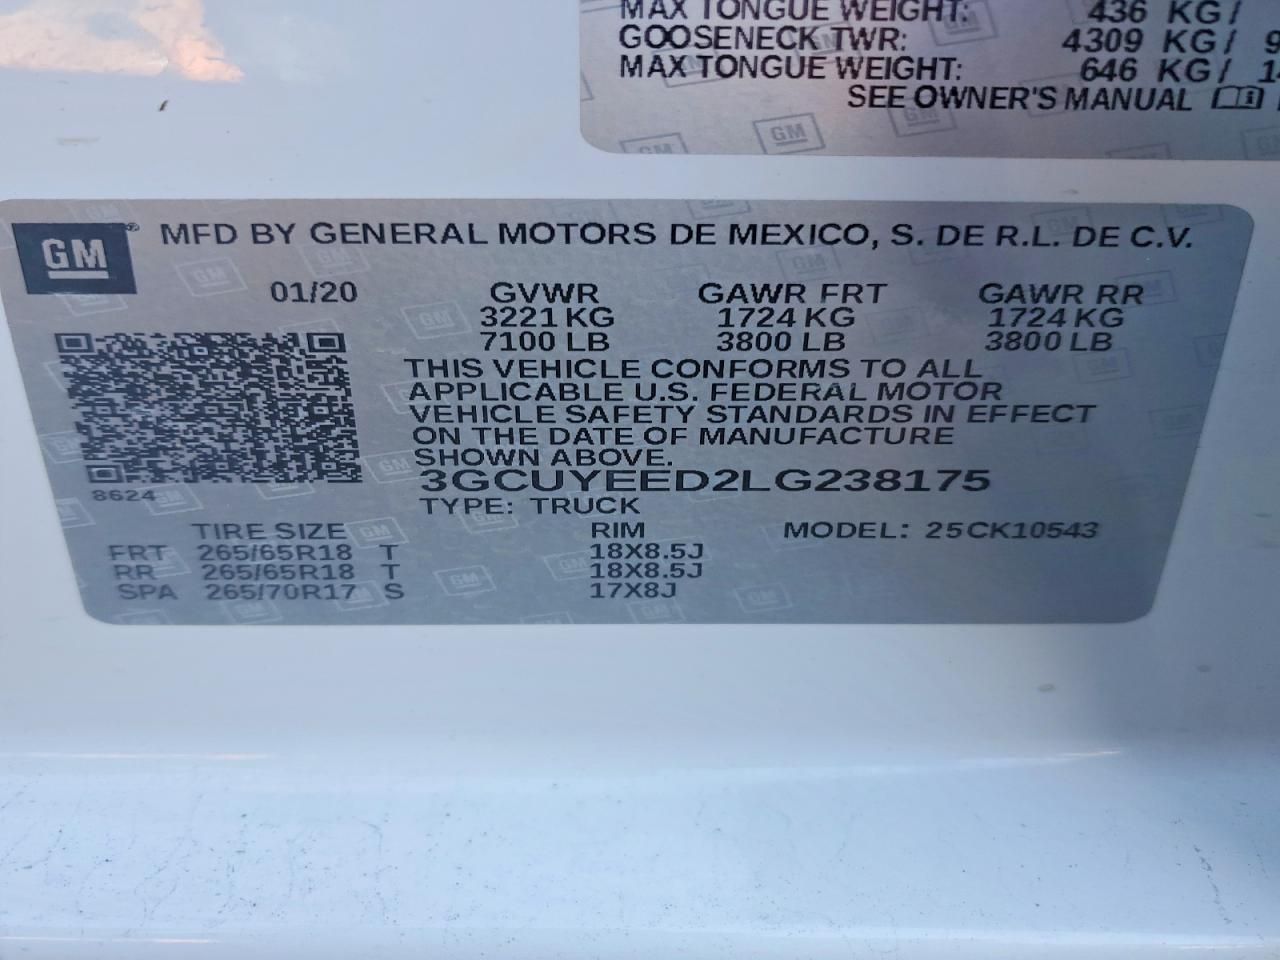 MAX TONGUE WEIGHT: 436 KG/
GOOSENECK TWR: 4309 KG/ 9
MAX TONGUE WEIGHT: 646 KG/ 14
SEE OWNER'S MANUAL
GM
GM® MFD BY GENERAL MOTORS DE MEXICO, S. DE R.L. DE C.V.
01/20 GVWR GAWR FRT GAWR RR
3221 KG 1724 KG 1724 KG
7100 LB 3800 LB 3800 LB
THIS VEHICLE CONFORMS TO ALL
APPLICABLE U.S. FEDERAL MOTOR
VEHICLE SAFETY STANDARDS IN EFFECT
ON THE DATE OF MANUFACTURE
SHOWN ABOVE.
3GCUYEED2LG238175
8624
TYPE: TRUCK
TIRE SIZE RIM MODEL: 25CK10543
FRT 265/65R18 T 18X8.5J
RR 265/65R18 T 18X8.5J
SPA 265/70R17 S 17X8J